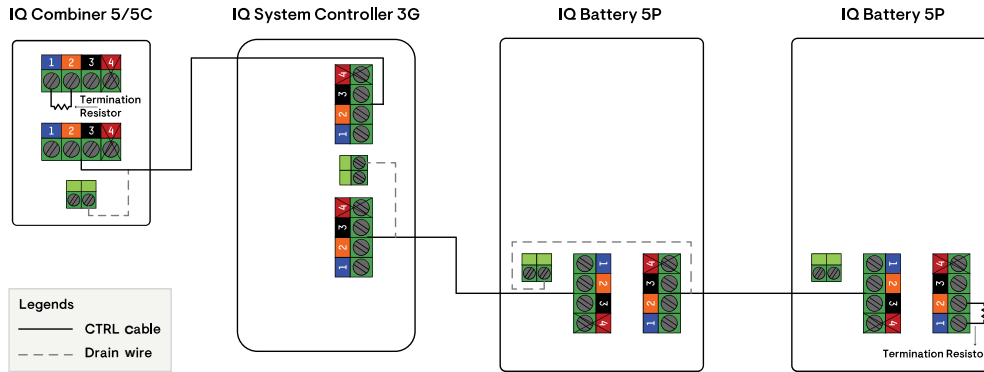 IQ Combiner 5/5C
IQ System Controller 3G
IQ Battery 5P
IQ Battery 5P
1 2 3 4
Termination
Resistor
1 2 3 4
4
3
2
1
4
3
2
1
1
2
3
4
4
3
2
1
1
2
3
4
4
3
2
1
Termination Resisto
Legends
CTRL cable
Drain wire